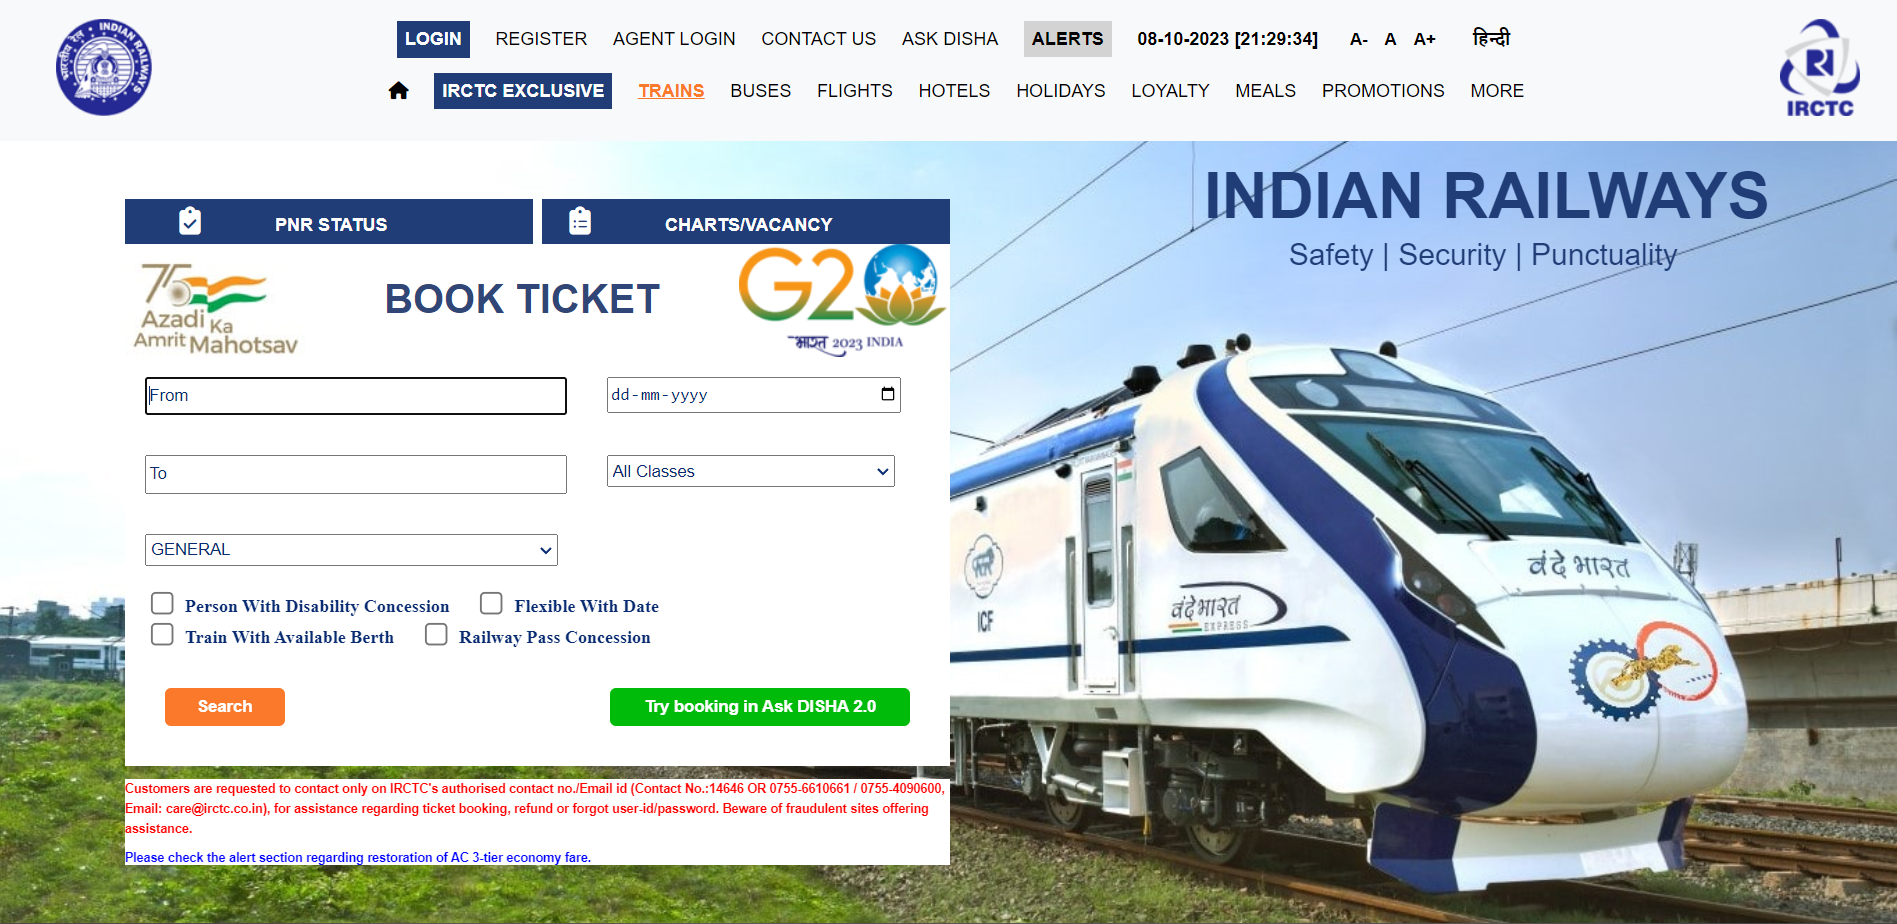 INDIAN RAILWAYS
भारतीय रेल
LOGIN REGISTER AGENT LOGIN CONTACT US ASK DISHA ALERTS 08-10-2023 [21:29:34] A- A A+ हिन्दी
IRCTC EXCLUSIVE TRAINS BUSES FLIGHTS HOTELS HOLIDAYS LOYALTY MEALS PROMOTIONS MORE
IRCTC
INDIAN RAILWAYS
Safety | Security | Punctuality
PNR STATUS CHARTS/VACANCY
75
Azadi Ka
Amrit Mahotsav
BOOK TICKET
G20
भारत 2023 INDIA
From dd-mm-yyyy
To All Classes
GENERAL
Person With Disability Concession Flexible With Date
Train With Available Berth Railway Pass Concession
Search Try booking in Ask DISHA 2.0
Customers are requested to contact only on IRCTC's authorised contact no./Email id (Contact No.:14646 OR 0755-6610661 / 0755-4090600,
Email: care@irctc.co.in), for assistance regarding ticket booking, refund or forgot user-id/password. Beware of fraudulent sites offering
assistance.
Please check the alert section regarding restoration of AC 3-tier economy fare.
वंदे भारत
ICF
वंदे भारत
EXPRESS